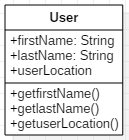 User
+firstName: String
+lastName: String
+userLocation
+getfirstName()
+getlastName()
+getuserLocation()